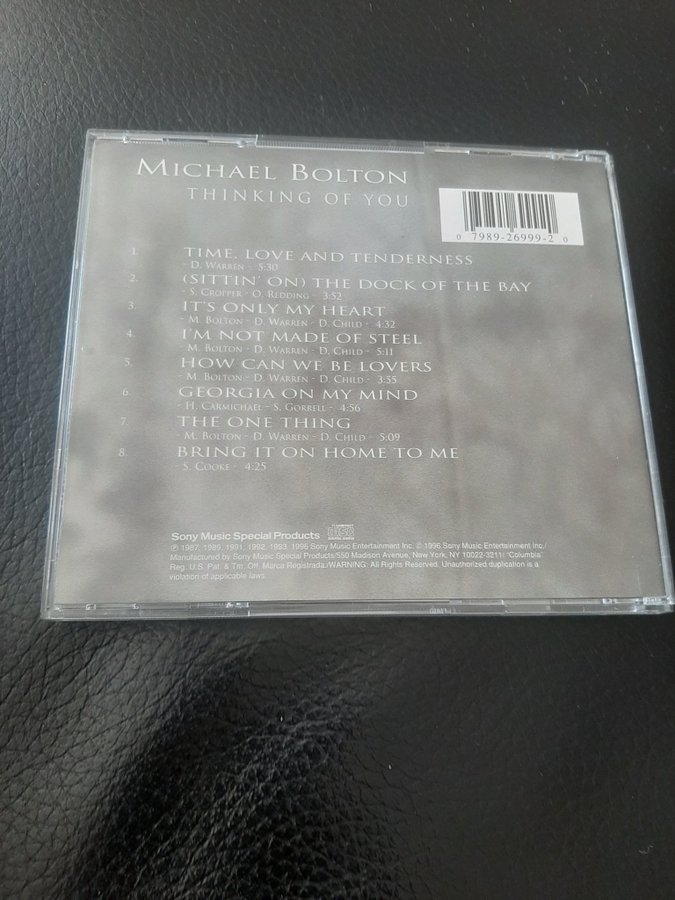 MICHAEL BOLTON
THINKING OF YOU
0 7989-26999-2 0
1. TIME, LOVE AND TENDERNESS
- D. WARREN - 5:30
2. (SITTIN' ON) THE DOCK OF THE BAY
- S. CROPPER - O. REDDING - 3:52
3. IT'S ONLY MY HEART
- M. BOLTON - D. WARREN - D. CHILD - 4:32
4. I'M NOT MADE OF STEEL
M. BOLTON - D. WARREN - D. CHILD - 5:11
5. HOW CAN WE BE LOVERS
- M. BOLTON - D. WARREN - D. CHILD - 3:55
6. GEORGIA ON MY MIND
- H. CARMICHAEL - S. GORRELL - 4:56
7. THE ONE THING
- M. BOLTON - D. WARREN - D. CHILD - 5:09
8. BRING IT ON HOME TO ME
- S. COOKE - 4:25
Sony Music Special Products
℗ 1987, 1989, 1991, 1992, 1993, 1996 Sony Music Entertainment Inc. © 1996 Sony Music Entertainment Inc./
Manufactured by Sony Music Special Products/550 Madison Avenue, New York, NY 10022-3211/ "Columbia"
Reg. U.S. Pat. & Tm. Off. Marca Registrada./WARNING: All Rights Reserved. Unauthorized duplication is a
violation of applicable laws.